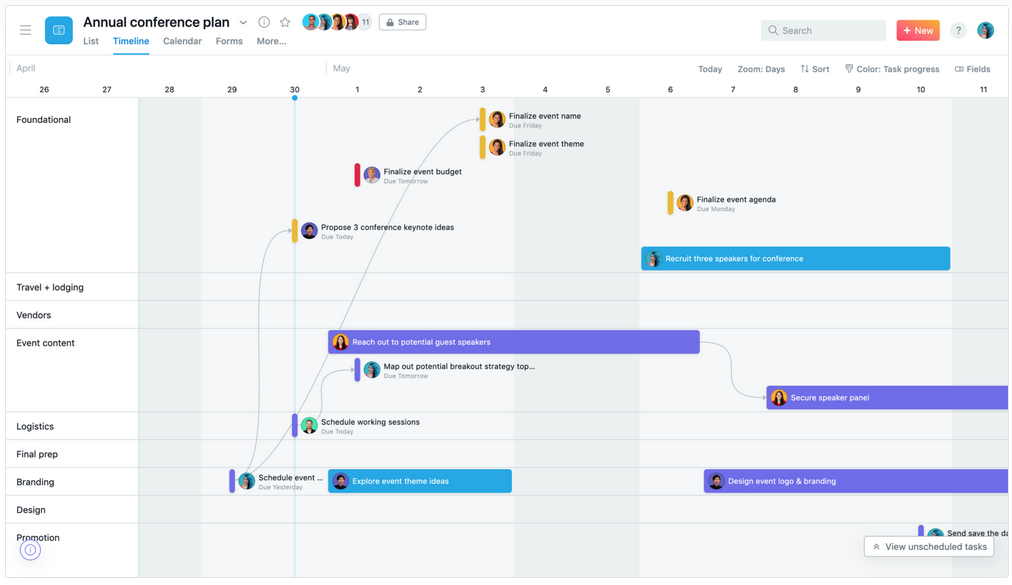 Annual conference plan
11
Share
List Timeline Calendar Forms More...
Search
+ New
?
April
May
Today Zoom: Days Sort Color: Task progress Fields
26 27 28 29 30 1 2 3 4 5 6 7 8 9 10 11
Foundational
Finalize event name
Due Friday
Finalize event theme
Due Friday
Finalize event budget
Due Tomorrow
Finalize event agenda
Due Monday
Propose 3 conference keynote ideas
Due Today
Recruit three speakers for conference
Travel + lodging
Vendors
Event content
Reach out to potential guest speakers
Map out potential breakout strategy top...
Due Tomorrow
Secure speaker panel
Logistics
Schedule working sessions
Due Today
Final prep
Branding
Schedule event ...
Due Yesterday
Explore event theme ideas
Design event logo & branding
Design
Promotion
Send save the da
View unscheduled tasks